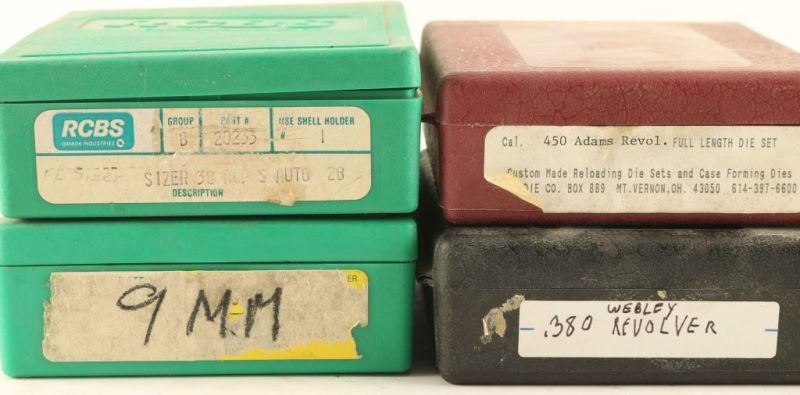 RCBS
OMARK INDUSTRIES
GROUP PART # USE SHELL HOLDER
B 20255 # 1
SIZER 38 ACP S AUTO 2B
DESCRIPTION
9 M-M
Cal. 450 Adams Revol. FULL LENGTH DIE SET
Custom Made Reloading Die Sets and Case Forming Dies
DIE CO. BOX 889 MT.VERNON,OH. 43050 614-397-6600
WEBLEY
.380 REVOLVER